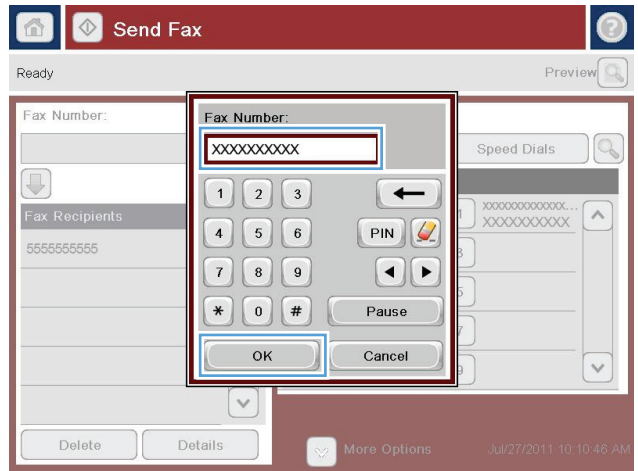 Send Fax
Ready
Preview
Fax Number:
Speed Dials
Fax Recipients
5555555555
XXXXXXXXXXXXX...
XXXXXXXXXX
Fax Number:
XXXXXXXXXX
1 2 3
4 5 6 PIN
7 8 9
* 0 # Pause
OK Cancel
Delete Details
More Options
Jul/27/2011 10:10:46 AM